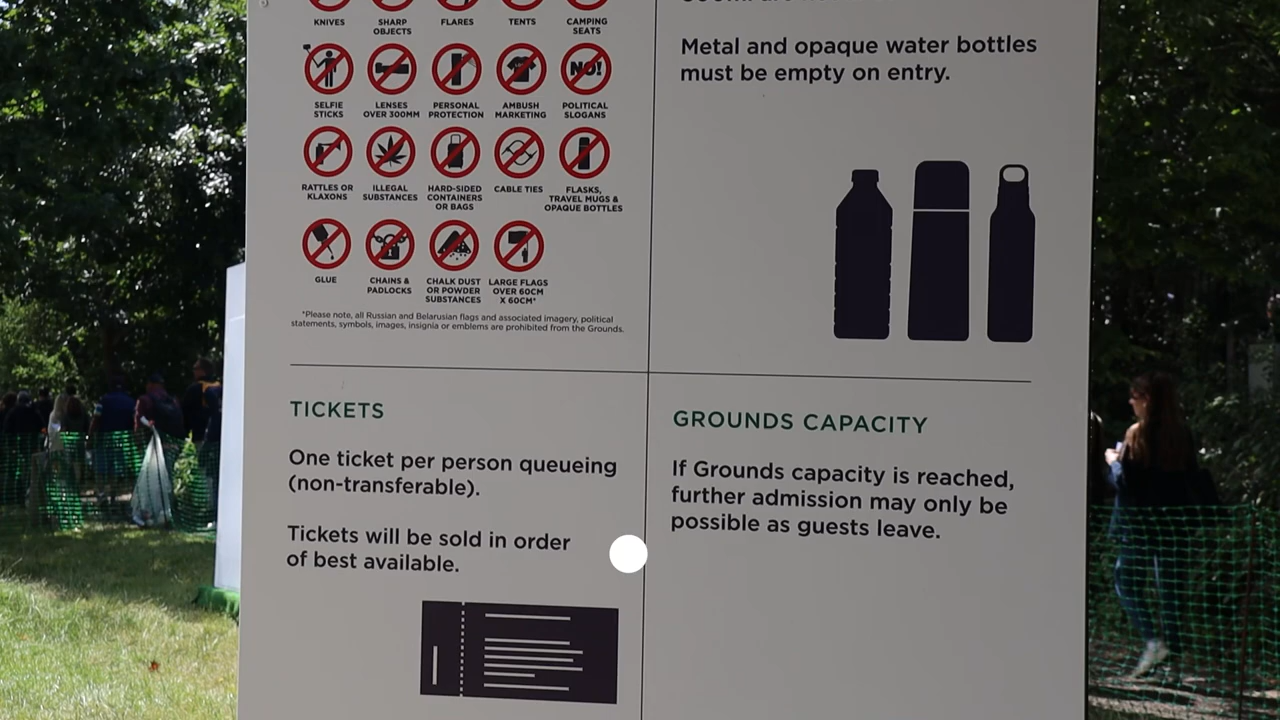 KNIVES
SHARP
OBJECTS
FLARES
TENTS
CAMPING
SEATS
SELFIE
STICKS
LENSES
OVER 300MM
PERSONAL
PROTECTION
AMBUSH
MARKETING
NO!
POLITICAL
SLOGANS
RATTLES OR
KLAXONS
ILLEGAL
SUBSTANCES
HARD-SIDED
CONTAINERS
OR BAGS
CABLE TIES
FLASKS,
TRAVEL MUGS &
OPAQUE BOTTLES
GLUE
CHAINS &
PADLOCKS
CHALK DUST
OR POWDER
SUBSTANCES
LARGE FLAGS
OVER 60CM
X 60CM*
*Please note, all Russian and Belarusian flags and associated imagery, political
statements, symbols, images, insignia or emblems are prohibited from the Grounds.
Metal and opaque water bottles
must be empty on entry.
TICKETS
One ticket per person queueing
(non-transferable).
Tickets will be sold in order
of best available.
GROUNDS CAPACITY
If Grounds capacity is reached,
further admission may only be
possible as guests leave.